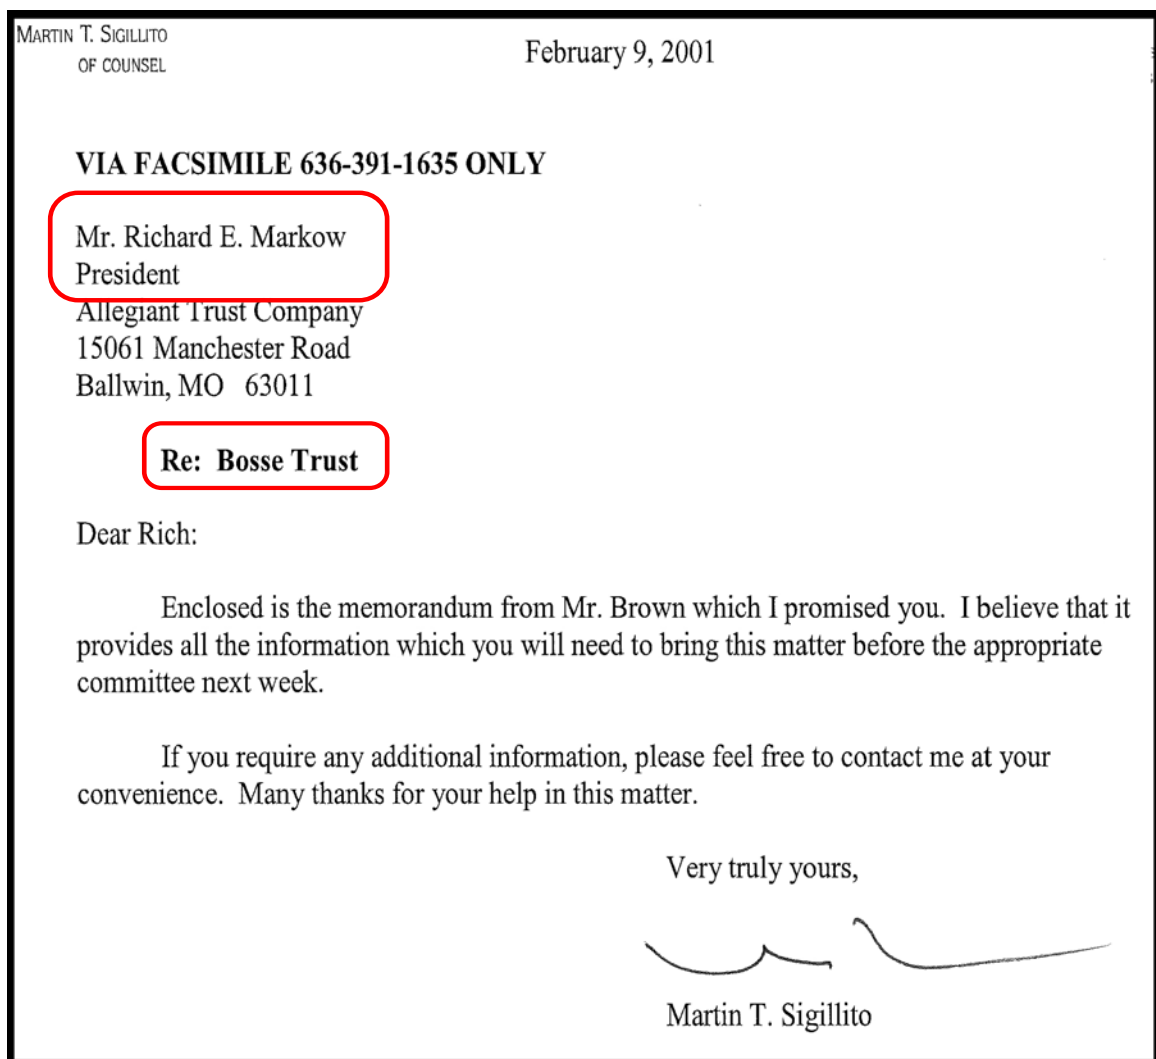 MARTIN T. SIGILLITO
OF COUNSEL
February 9, 2001
VIA FACSIMILE 636-391-1635 ONLY
Mr. Richard E. Markow
President
Allegiant Trust Company
15061 Manchester Road
Ballwin, MO 63011
Re: Bosse Trust
Dear Rich:
Enclosed is the memorandum from Mr. Brown which I promised you. I believe that it
provides all the information which you will need to bring this matter before the appropriate
committee next week.
If you require any additional information, please feel free to contact me at your
convenience. Many thanks for your help in this matter.
Very truly yours,
Martin T. Sigillito